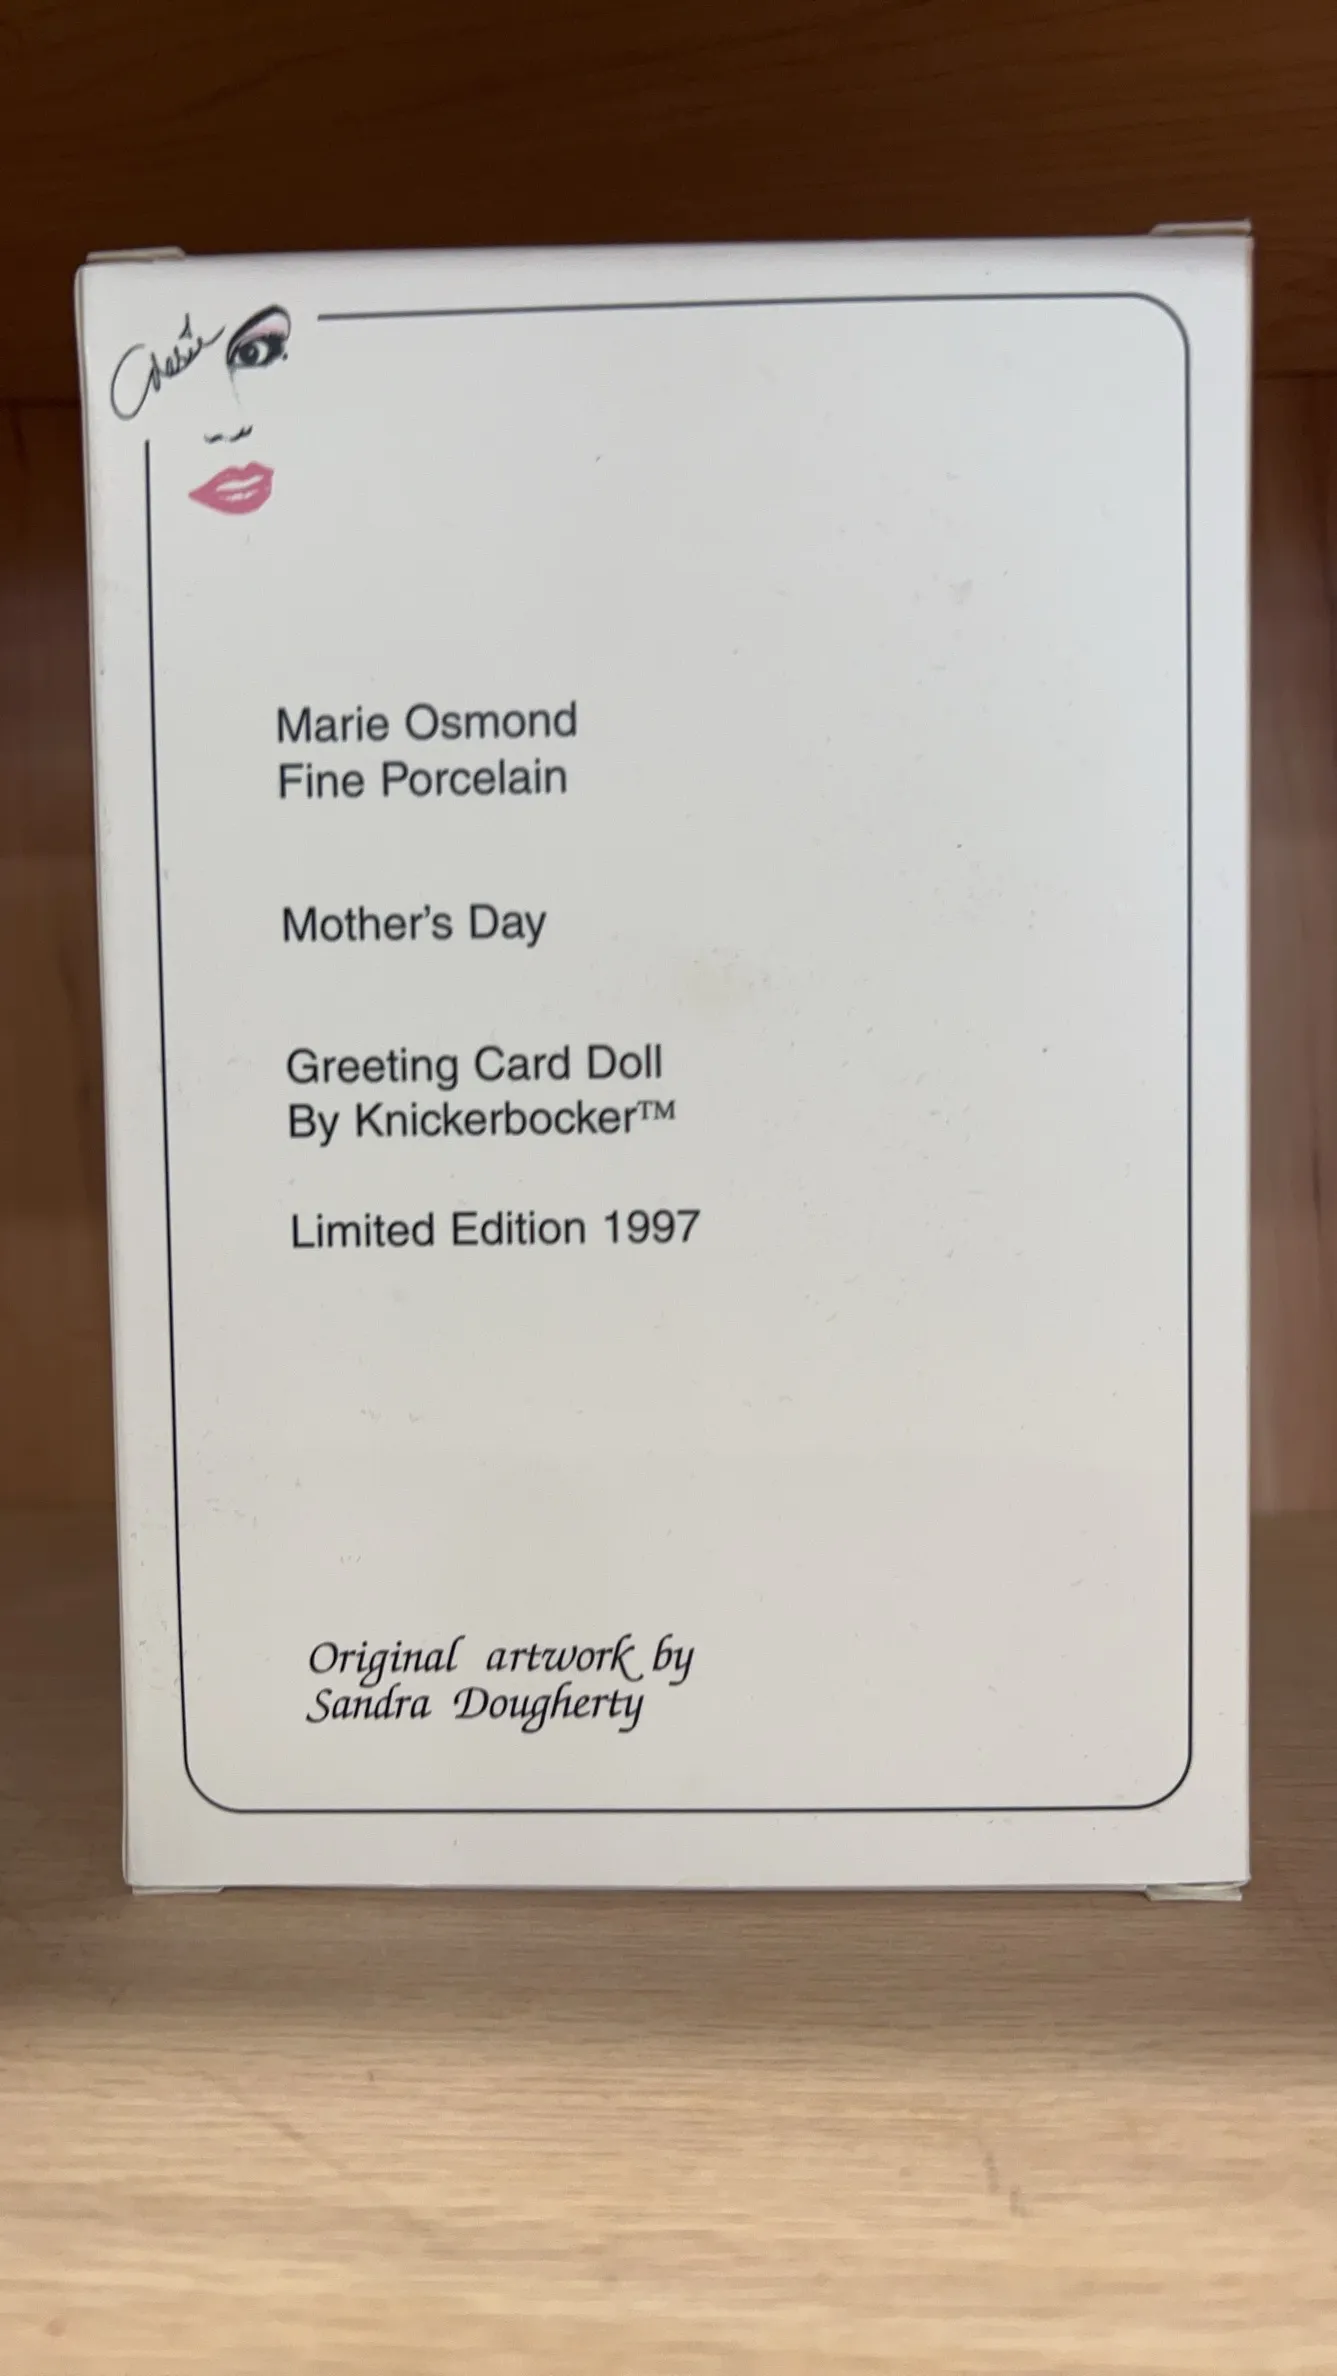 Marie Osmond
Fine Porcelain
Mother's Day
Greeting Card Doll
By Knickerbocker™
Limited Edition 1997
Original artwork by
Sandra Dougherty